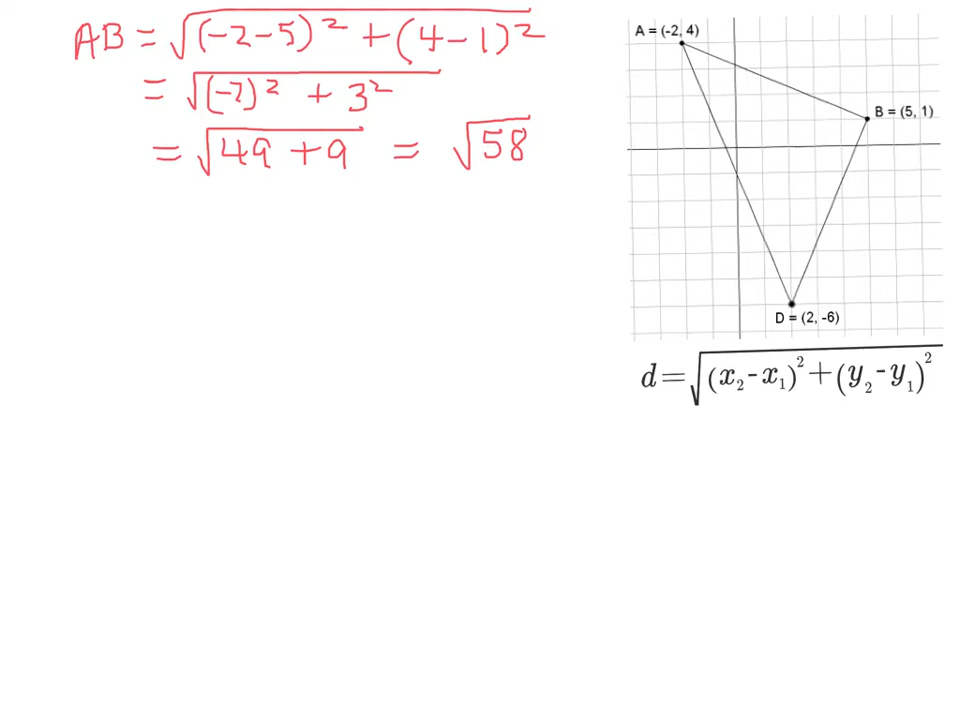 AB = √(-2-5)² + (4-1)²
= √(-7)² + 3²
= √49 + 9 = √58
A = (-2, 4)
B = (5, 1)
D = (2, -6)
d = √(x₂-x₁)² + (y₂-y₁)²